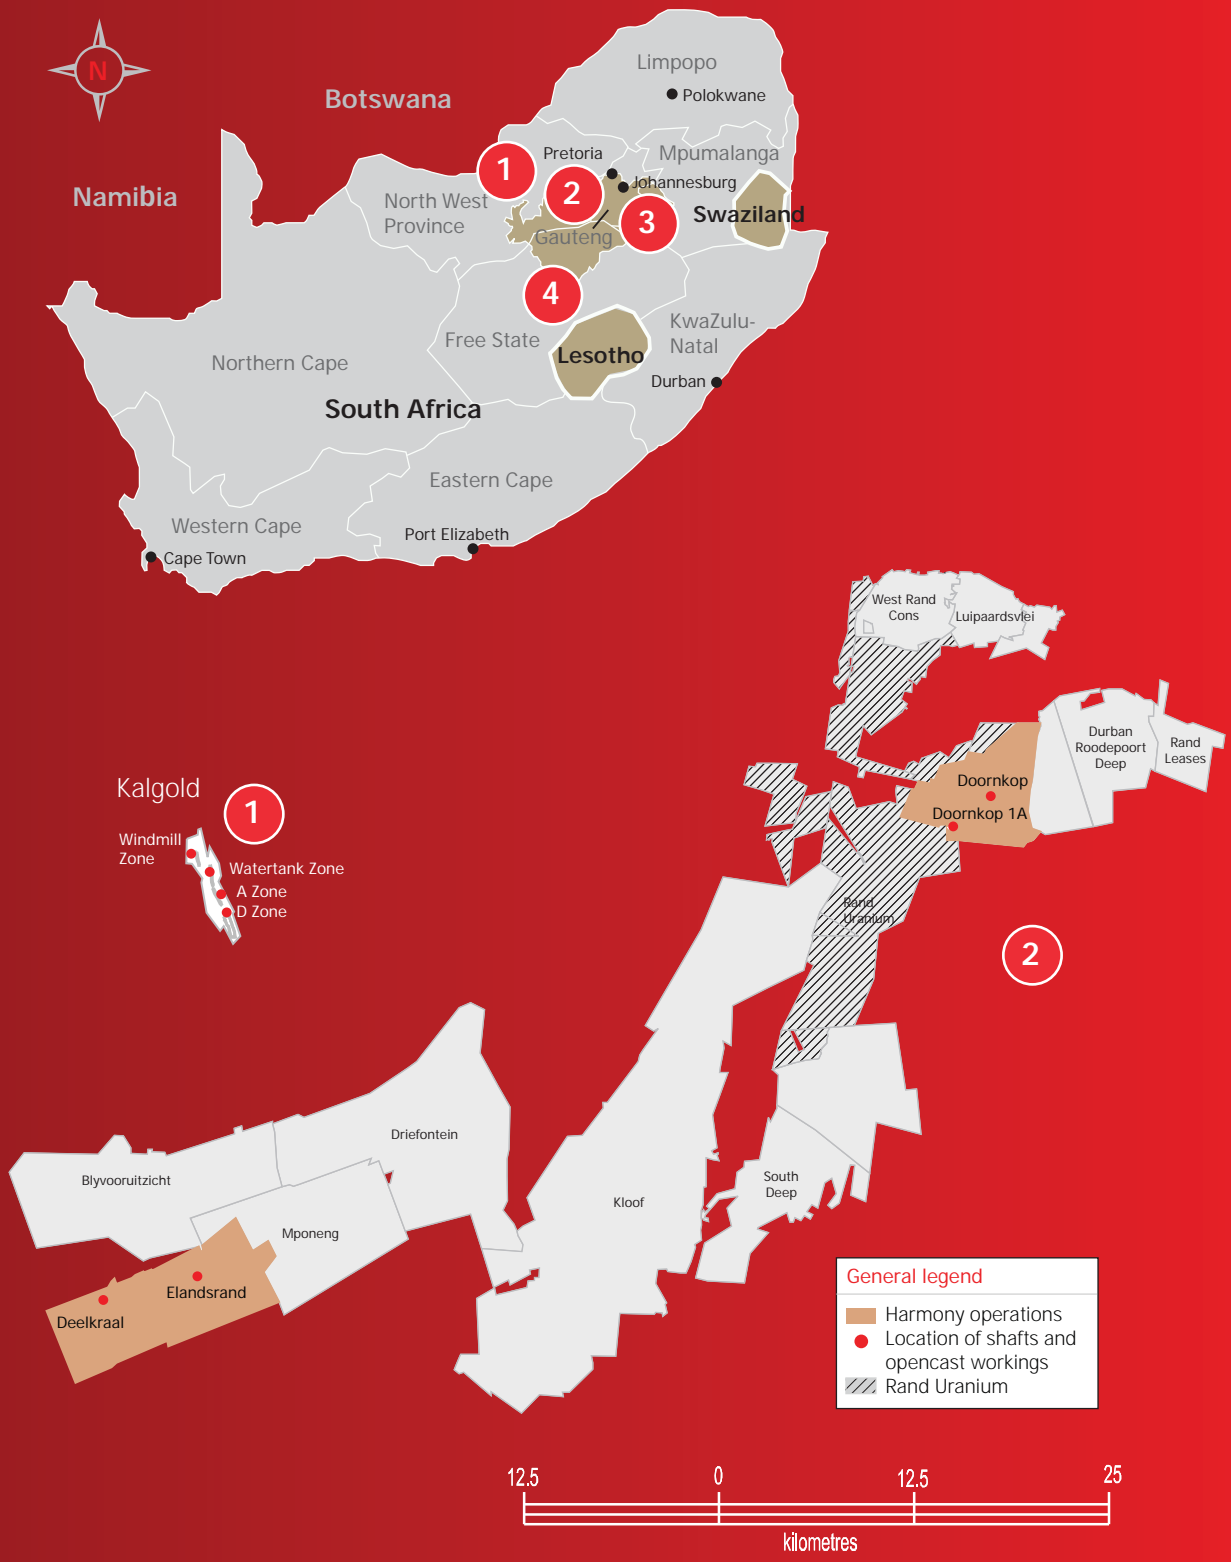 N
Limpopo
Polokwane
Botswana
Pretoria
Mpumalanga
1
Johannesburg
2
Namibia
North West
Province
3
Swaziland
Gauteng
4
KwaZulu-
Natal
Free State
Lesotho
Northern Cape
Durban
South Africa
Eastern Cape
Western Cape
Port Elizabeth
Cape Town
West Rand
Cons
Luipaardsvlei
Durban
Roodepoort
Deep
Rand
Leases
Doornkop
Doornkop 1A
Kalgold
1
Windmill
Zone
Watertank Zone
A Zone
D Zone
Rand
Uranium
2
Driefontein
Blyvooruitzicht
South
Deep
Kloof
Mponeng
Elandsrand
Deelkraal
General legend
Harmony operations
Location of shafts and
opencast workings
Rand Uranium
12.5
0
12.5
25
kilometres